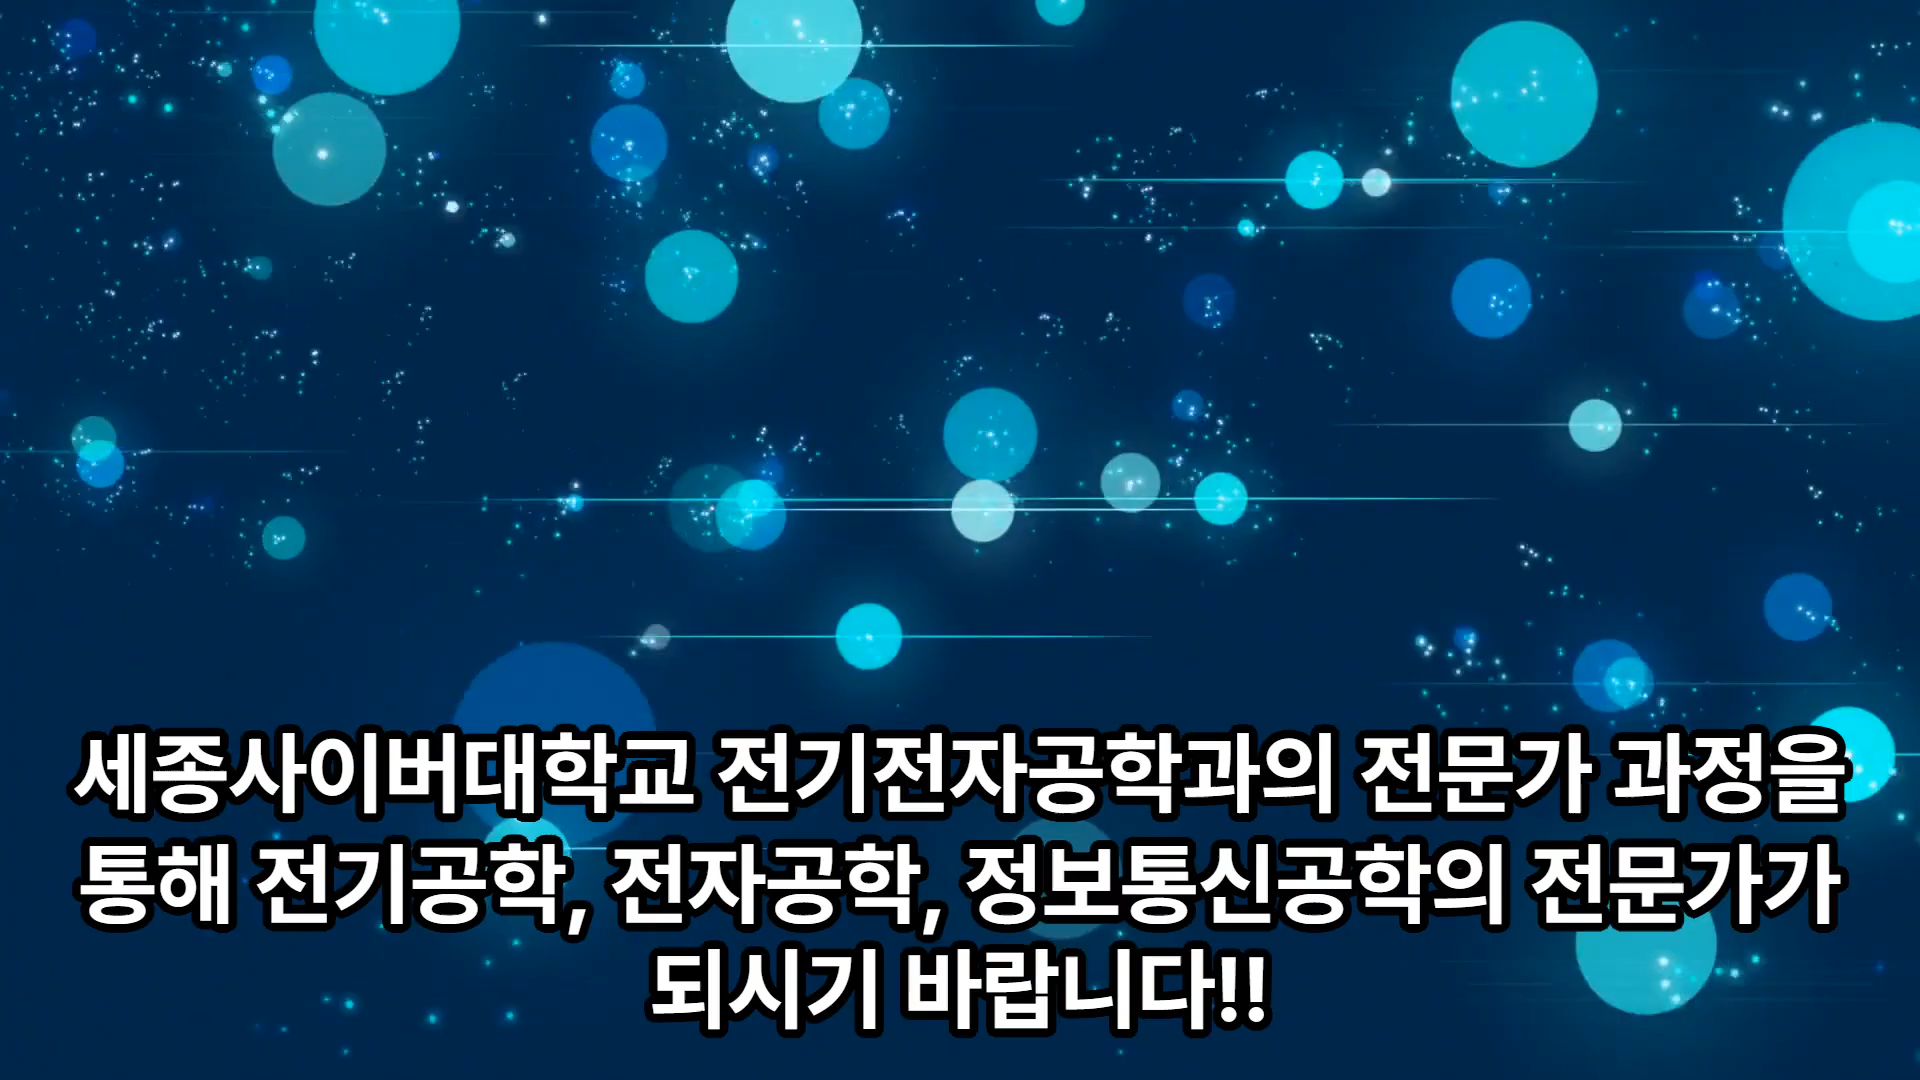 세종사이버대학교 전기전자공학과의 전문가 과정을
통해 전기공학, 전자공학, 정보통신공학의 전문가가
되시기 바랍니다!!